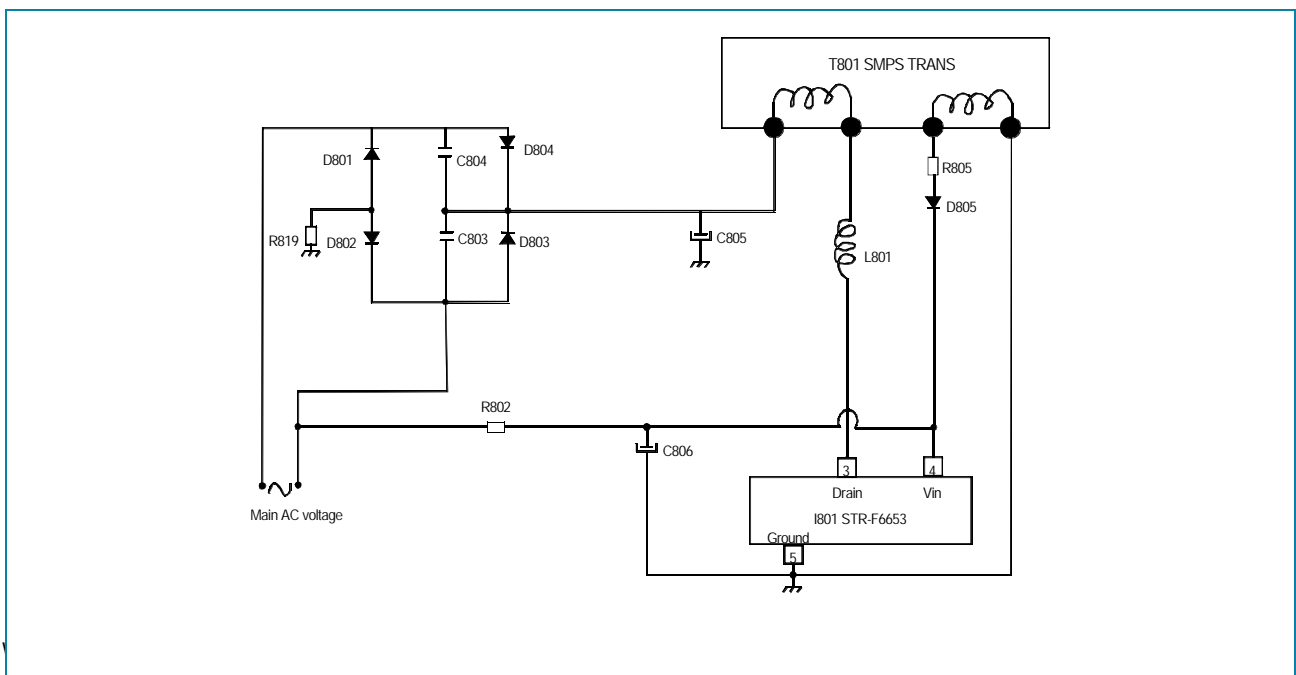 T801 SMPS TRANS
D801
C804
D804
R805
D805
R819
D802
C803
D803
C805
L801
R802
C806
3
4
Main AC voltage
Drain
Vin
I801 STR-F6653
Ground
5